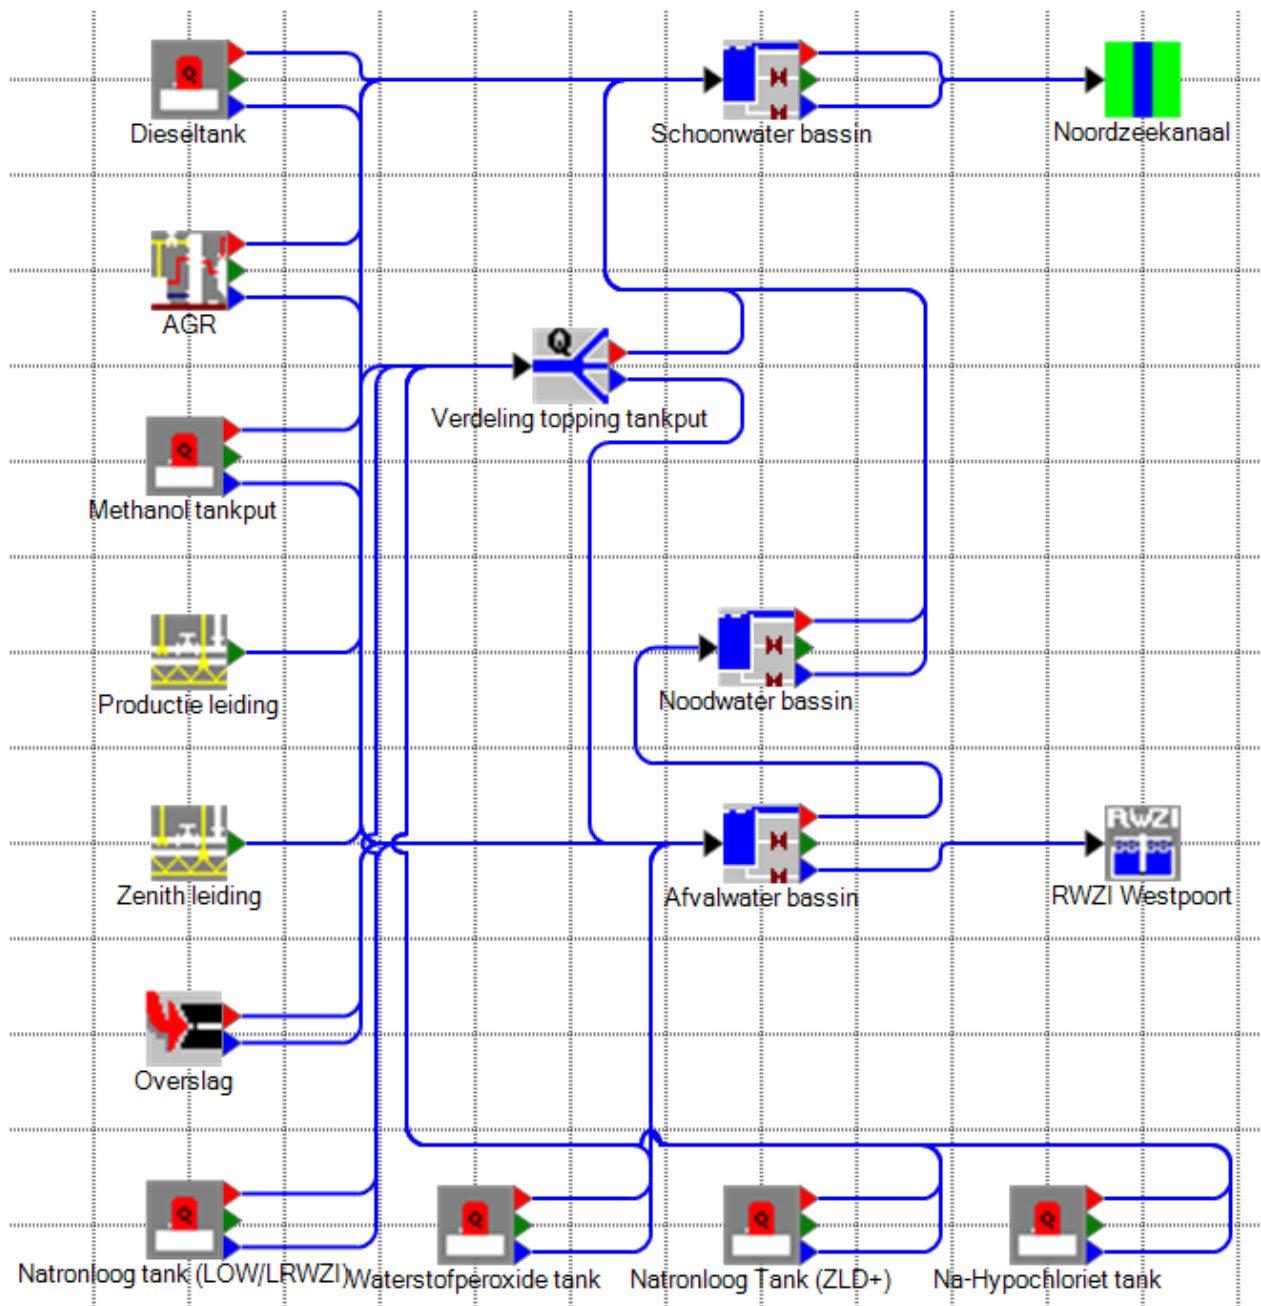 Dieseltank
Schoonwater bassin
Noordzeekanaal
AGR
Q
Verdeling topping tankput
Methanol tankput
Productie leiding
Noodwater bassin
RWZI
Zenith leiding
Afvalwater bassin
RWZI Westpoort
Overslag
Natronloog tank (LOW/LRWZI)
Waterstofperoxide tank
Natronloog Tank (ZLD+)
Na-Hypochloriet tank